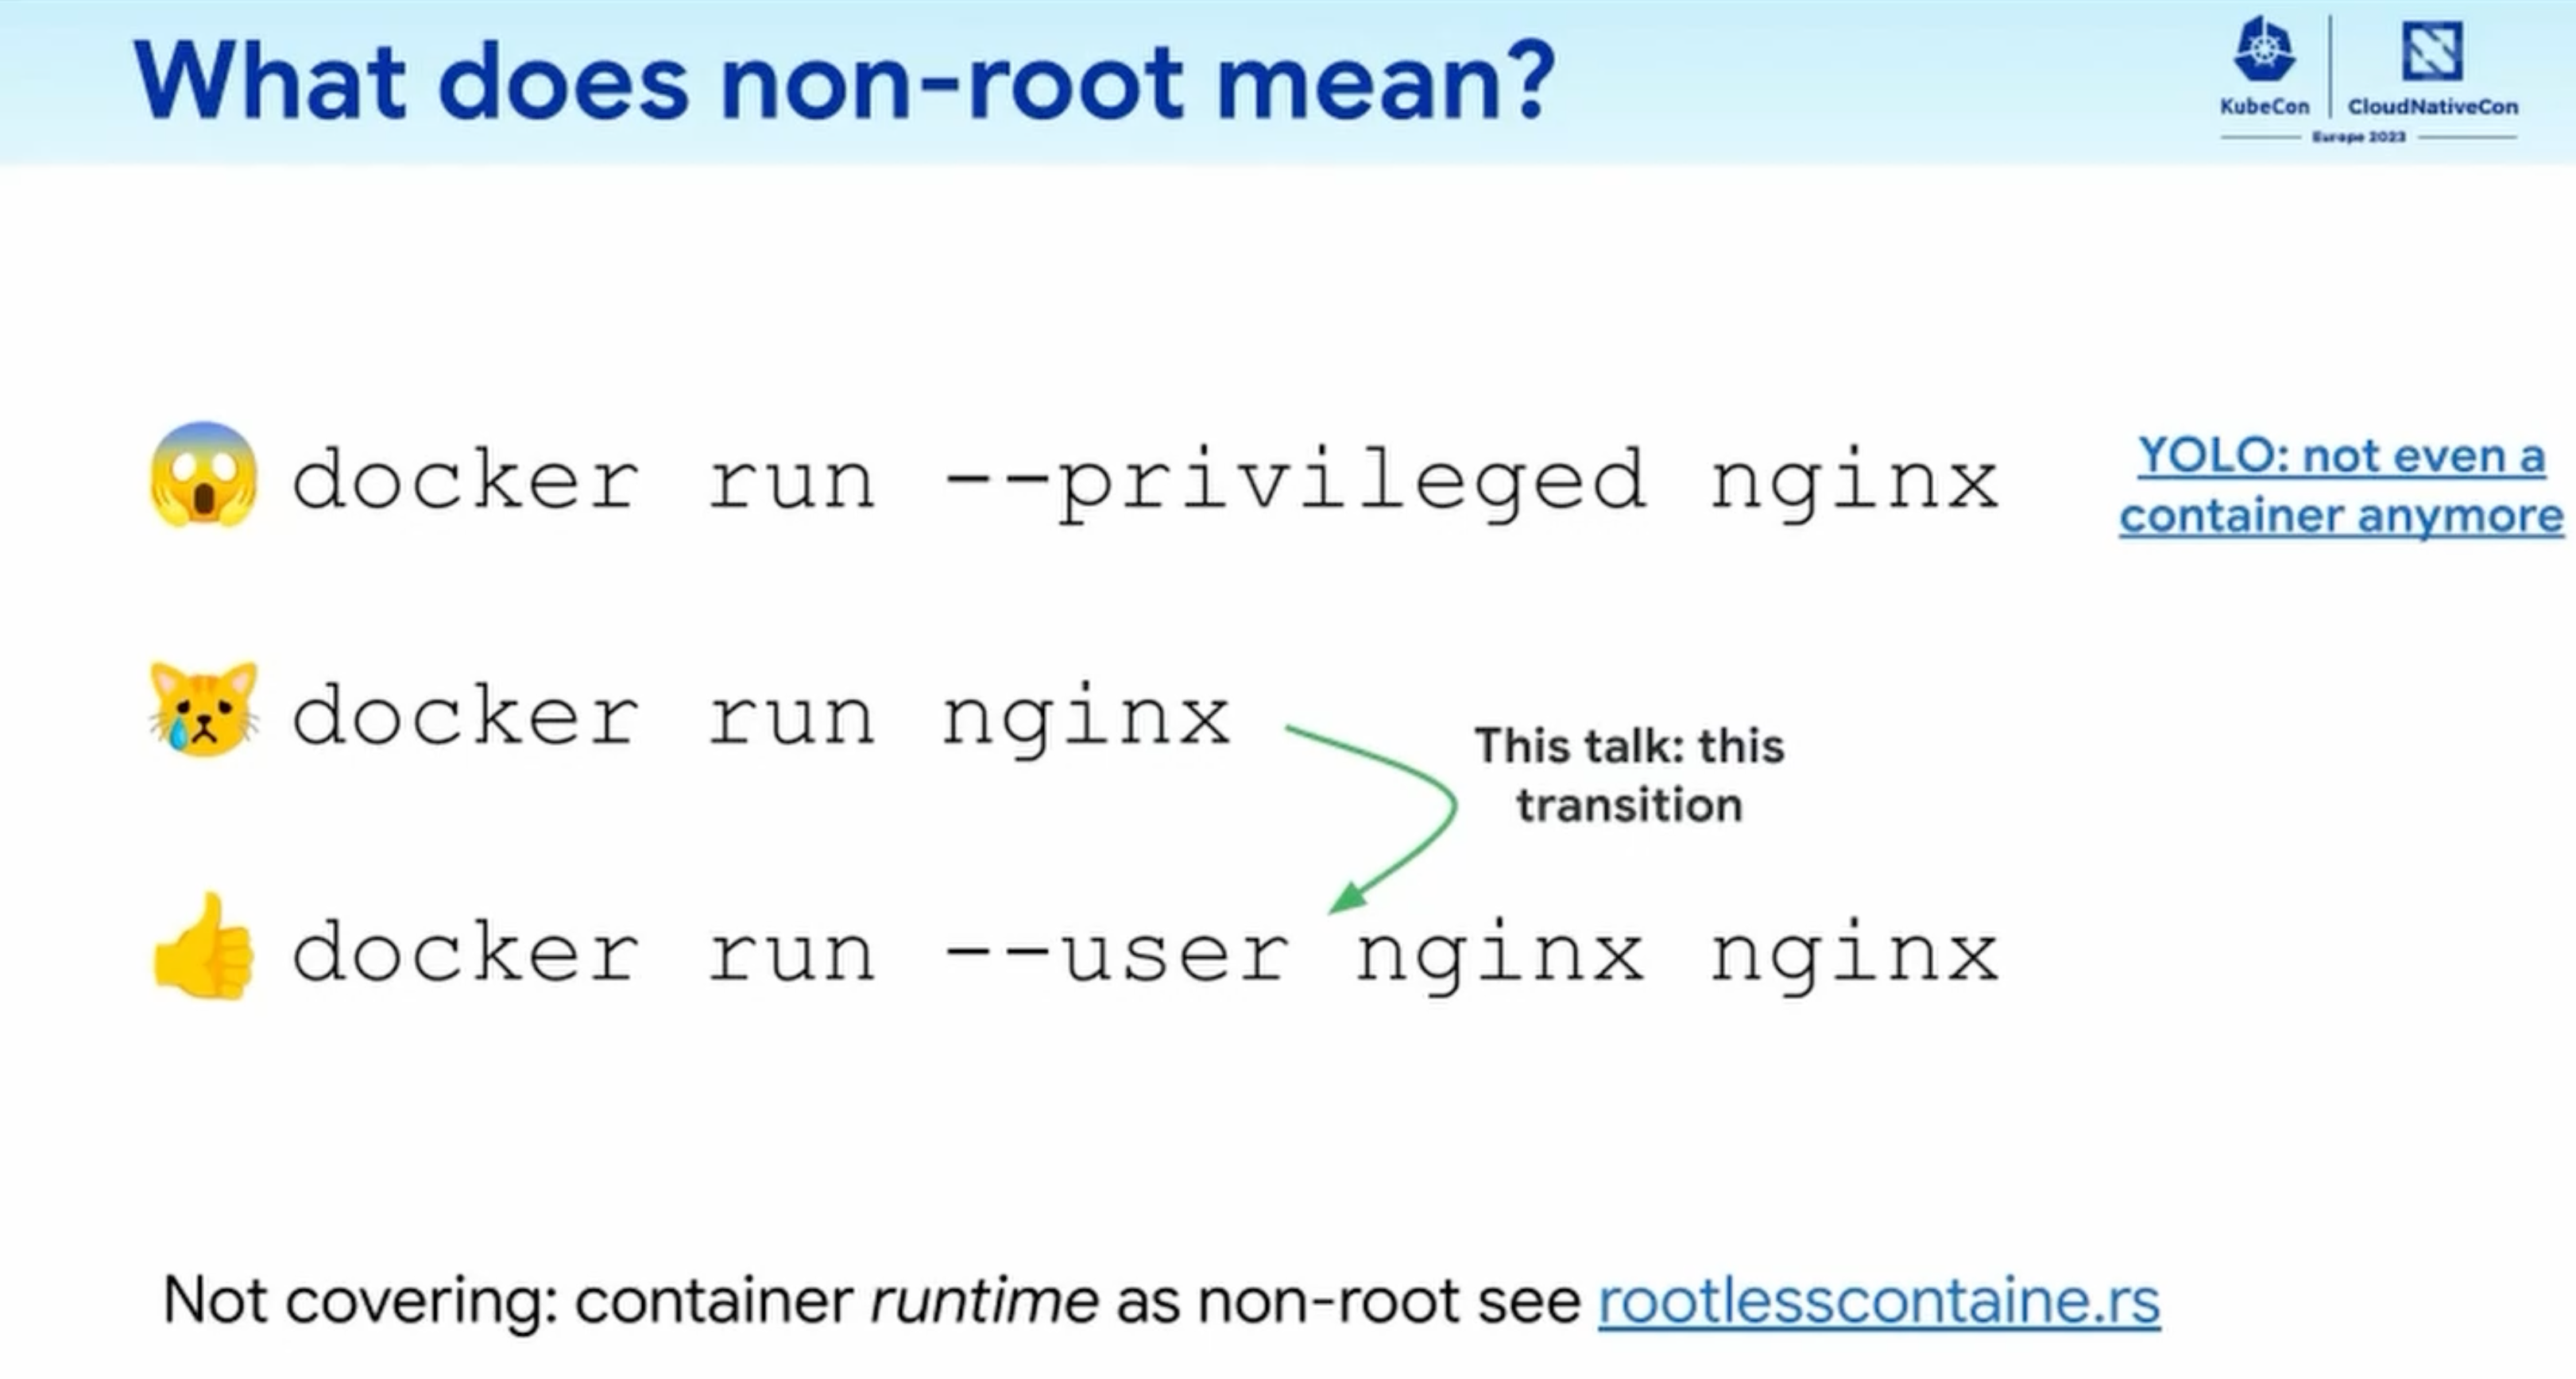 What does non-root mean?
KubeCon
CloudNativeCon
Europe 2023
docker run --privileged nginx
YOLO: not even a
container anymore
docker run nginx
This talk: this
transition
docker run --user nginx nginx
Not covering: container runtime as non-root see rootlesscontaine.rs